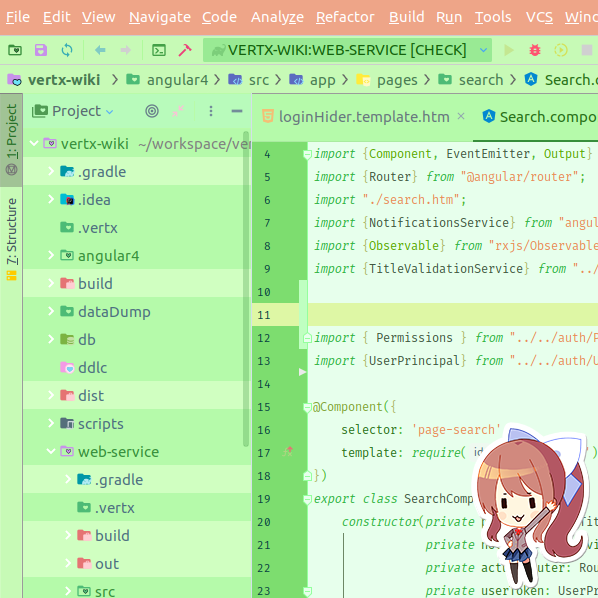 File Edit View Navigate Code Analyze Refactor Build Run Tools VCS
VERTX-WIKI:WEB-SERVICE [CHECK]
vertx-wiki angular4 src app pages search Search.co
Project
loginHider.template.htm
Search.compo
1: Project
7: Structure
vertx-wiki ~/workspace/ve
.gradle
.idea
.vertx
angular4
build
dataDump
db
ddlc
dist
scripts
web-service
.gradle
.vertx
build
out
src
4 import {Component, EventEmitter, Output}
5 import {Router} from "@angular/router";
6 import "./search.htm";
7 import {NotificationsService} from "angu
8 import {Observable} from "rxjs/Observable
9 import {TitleValidationService} from "../
10
11
12 import { Permissions } from "../../auth/P
13 import {UserPrincipal} from "../../auth/U
14
15 @Component({
16 selector: 'page-search'
17 template: require( id
18 })
19 export class SearchComp
20 constructor(private
21 private
22 private
23 private userToken: UserPr